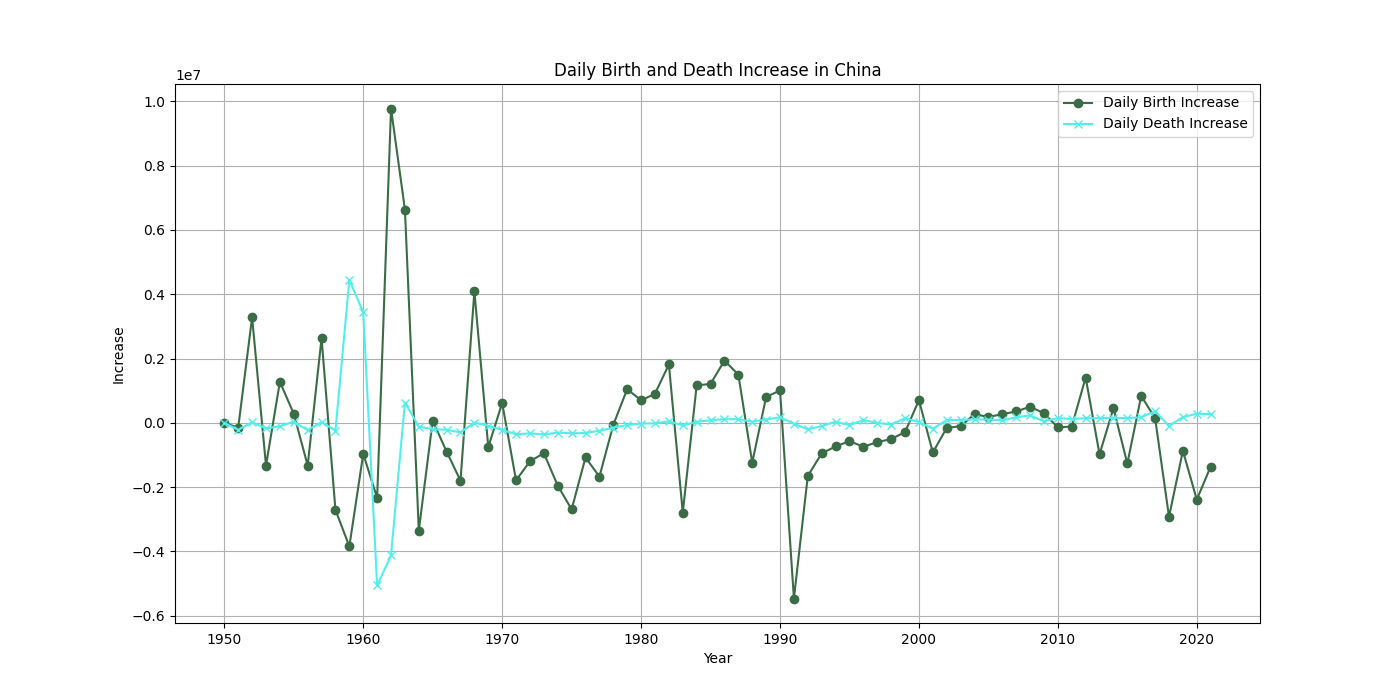 Daily Birth and Death Increase in China
1e7
Daily Birth Increase
Daily Death Increase
1.0
0.8
0.6
0.4
0.2
0.0
−0.2
−0.4
−0.6
Increase
1950 1960 1970 1980 1990 2000 2010 2020
Year